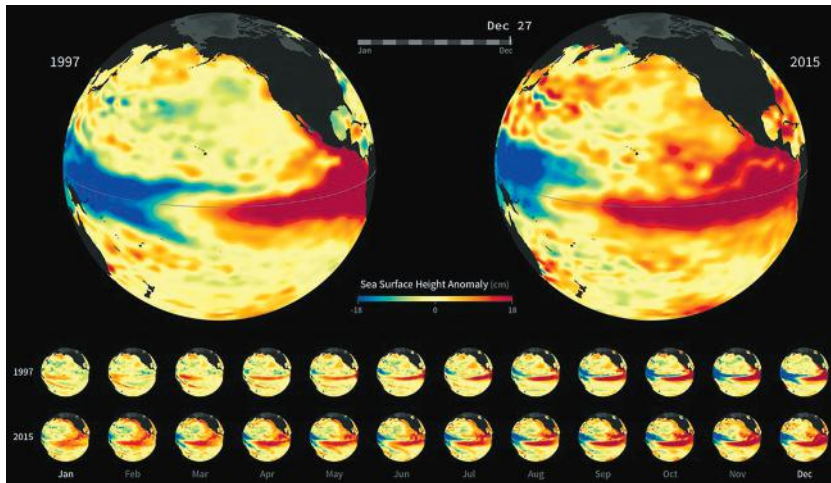 Dec 27
Jan Dec
1997
2015
Sea Surface Height Anomaly (cm)
-18 0 18
1997
2015
Jan Feb Mar Apr May Jun Jul Aug Sep Oct Nov Dec